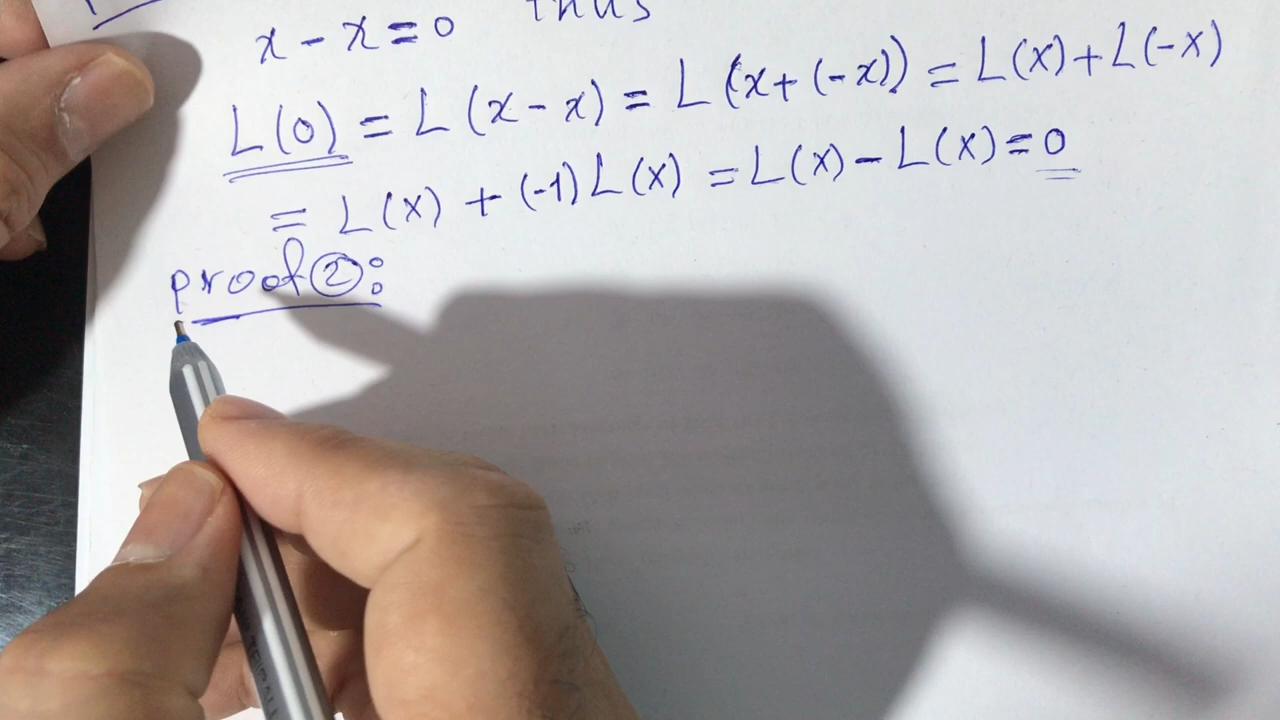 x - x = 0 thus
L(0) = L(x - x) = L(x + (-x)) = L(x) + L(-x)
= L(x) + (-1) L(x) = L(x) - L(x) = 0
proof ②: